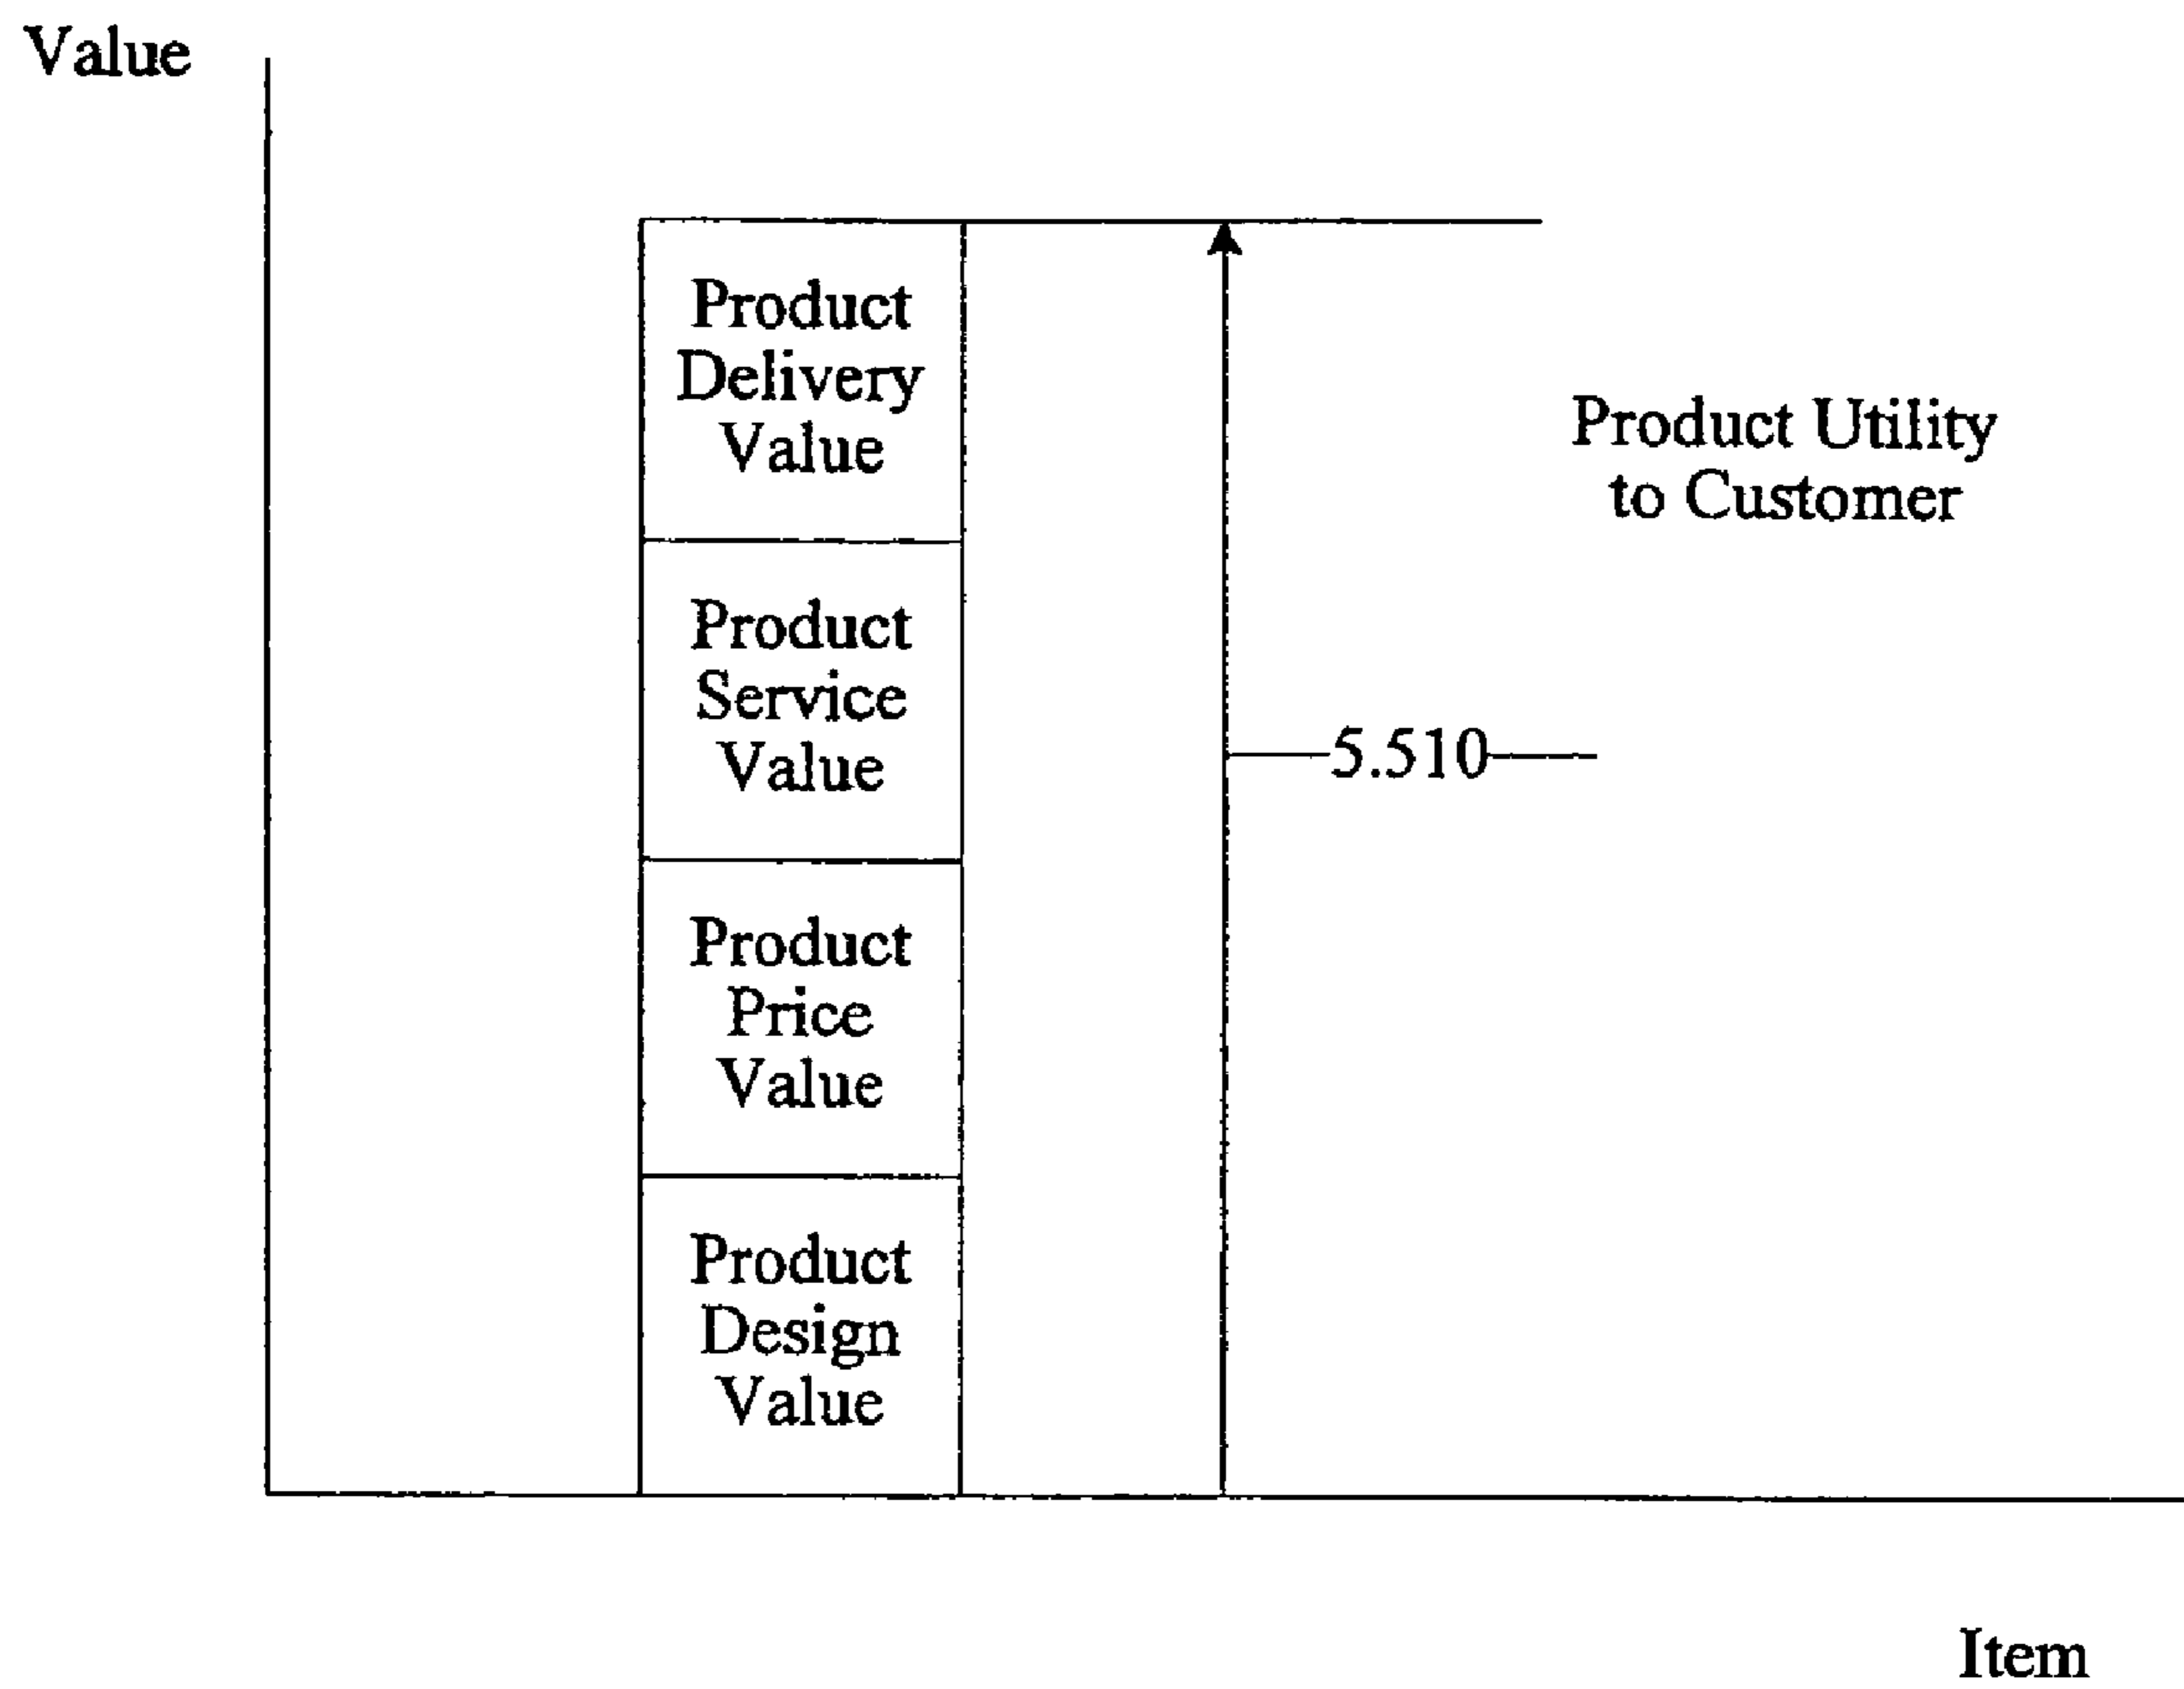 Value
Product
Delivery
Value
Product Utility
to Customer
Product
Service
Value
5.510
Product
Price
Value
Product
Design
Value
Item